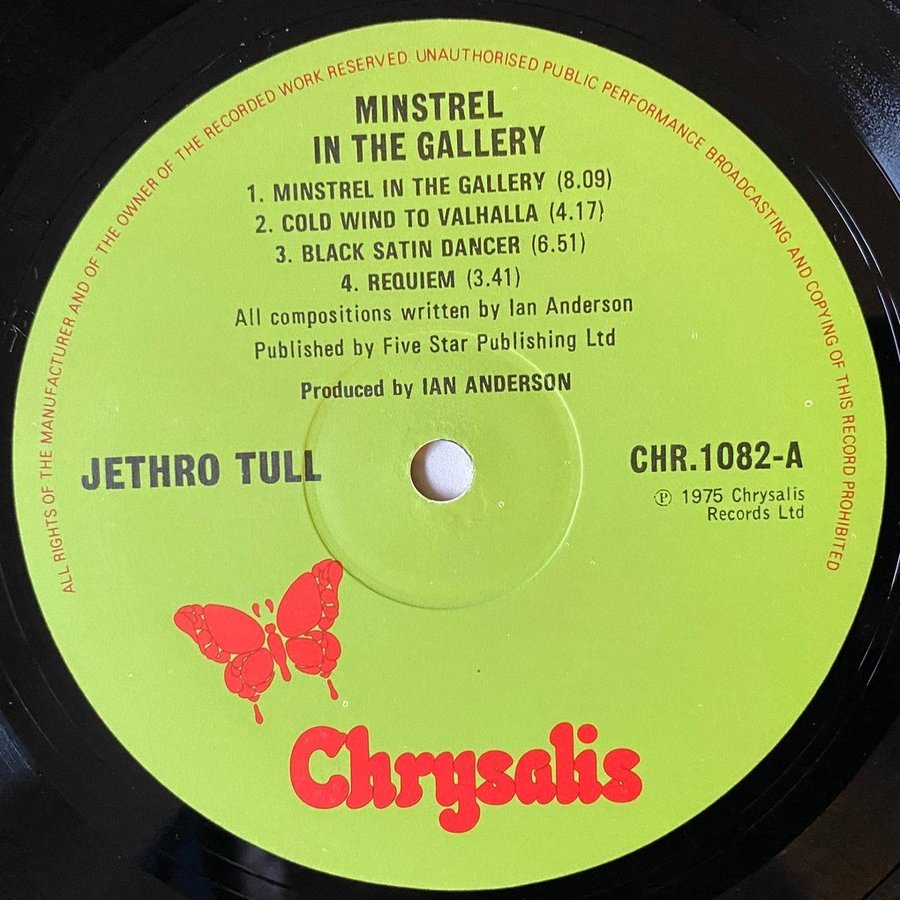 ALL RIGHTS OF THE MANUFACTURER AND OF THE OWNER OF THE RECORDED WORK RESERVED. UNAUTHORISED PUBLIC PERFORMANCE BROADCASTING AND COPYING OF THIS RECORD PROHIBITED
MINSTREL
IN THE GALLERY
1. MINSTREL IN THE GALLERY (8.09)
2. COLD WIND TO VALHALLA (4.17)
3. BLACK SATIN DANCER (6.51)
4. REQUIEM (3.41)
All compositions written by Ian Anderson
Published by Five Star Publishing Ltd
Produced by IAN ANDERSON
JETHRO TULL
CHR.1082-A
℗ 1975 Chrysalis
Records Ltd
Chrysalis